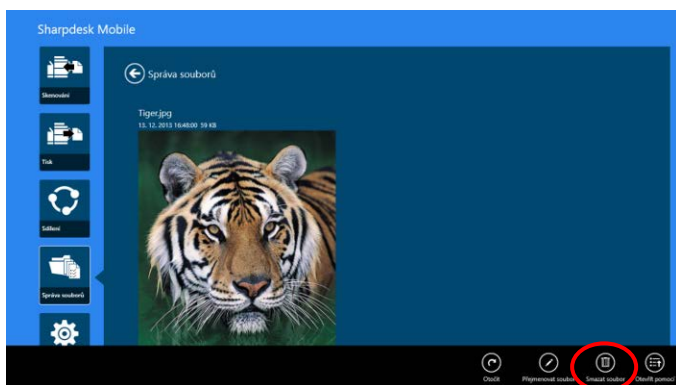 Sharpdesk Mobile
Skenování
Tisk
Sdílení
Správa souborů
Správa souborů
Tiger.jpg
13. 12. 2013 16:48:00 59 KB
Otočit
Přejmenovat soubor
Smazat soubor
Otevřít pomocí